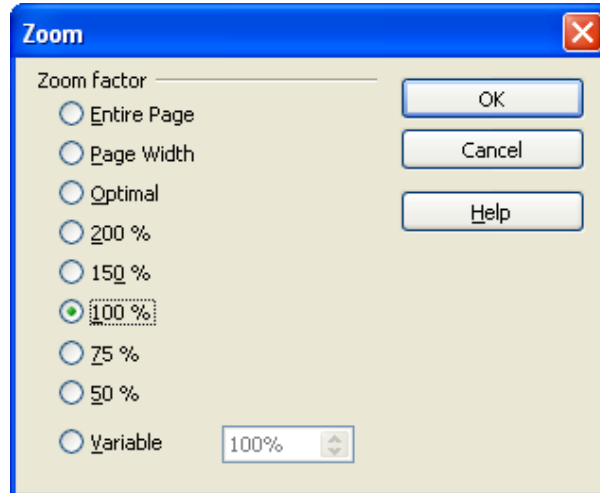 Zoom
Zoom factor
Entire Page
Page Width
Optimal
200 %
150 %
100 %
75 %
50 %
Variable
100%
OK
Cancel
Help